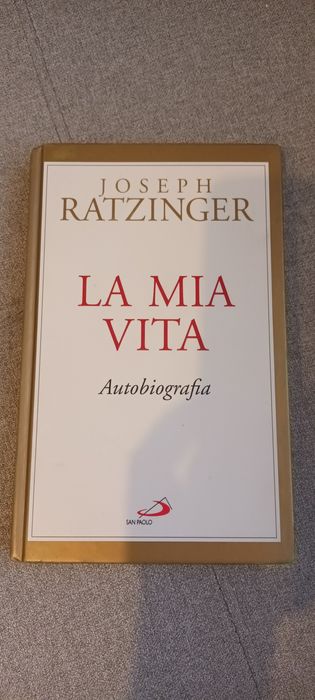 JOSEPH
RATZINGER
LA MIA
VITA
Autobiografia
SAN PAOLO